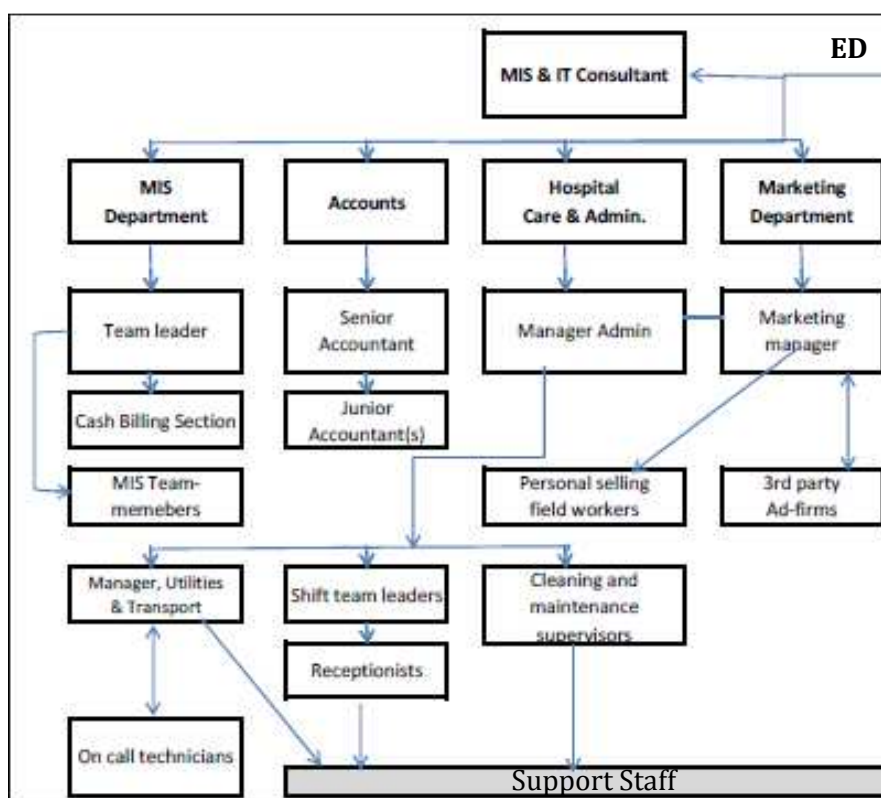 ED
MIS & IT Consultant
MIS
Department
Accounts
Hospital
Care & Admin.
Marketing
Department
Team leader
Senior
Accountant
Manager Admin
Marketing
manager
Cash Billing Section
Junior
Accountant(s)
MIS Team-
memebers
Personal selling
field workers
3rd party
Ad-firms
Manager, Utilities
& Transport
Shift team leaders
Cleaning and
maintenance
supervisors
Receptionists
On call technicians
Support Staff